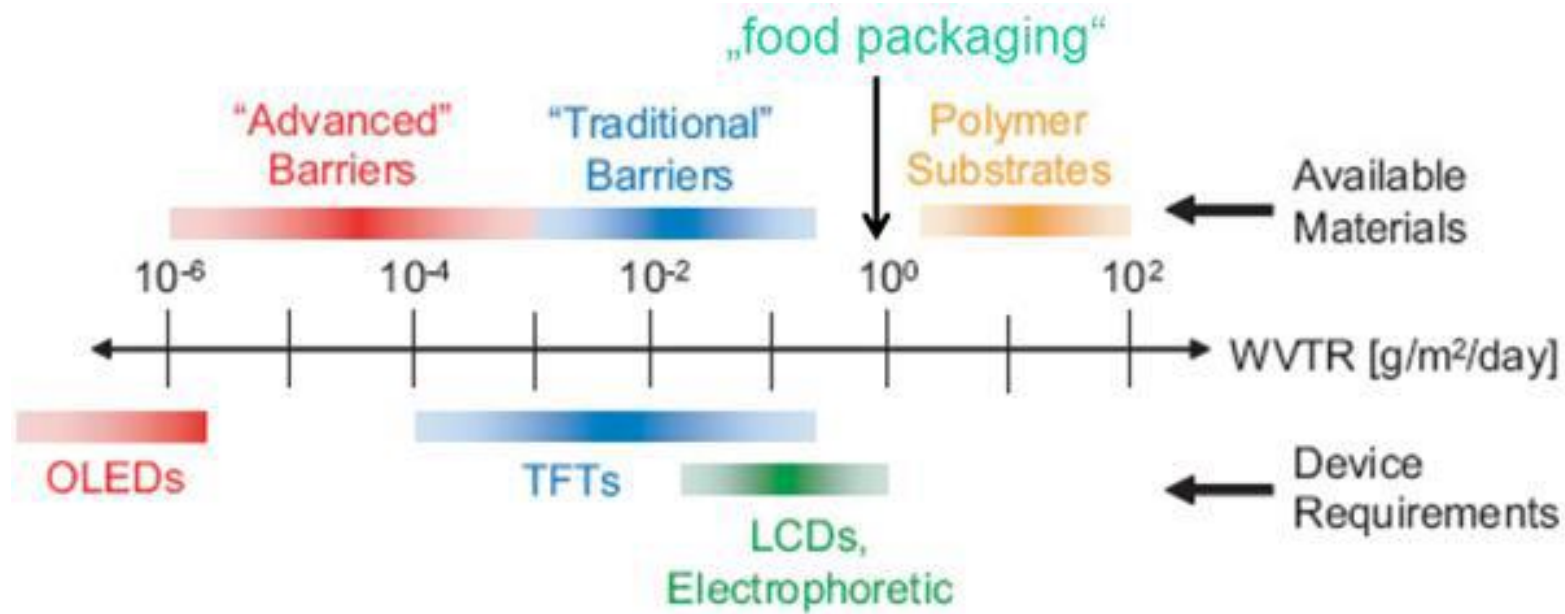 „food packaging“
“Advanced”
Barriers
“Traditional”
Barriers
Polymer
Substrates
Available
Materials
10-6
10-4
10-2
100
102
WVTR [g/m2/day]
OLEDs
TFTs
LCDs,
Electrophoretic
Device
Requirements